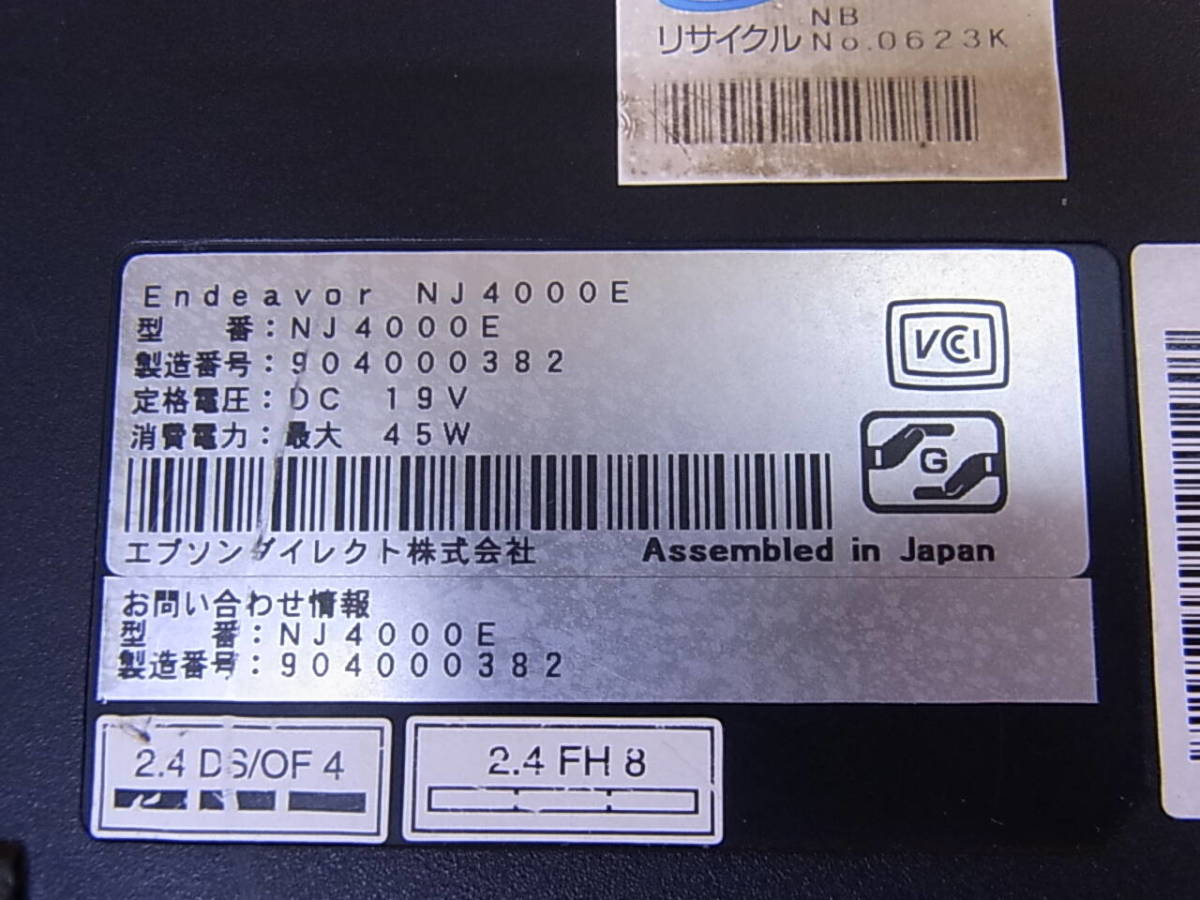 NB
リサイクル No.0623K
Endeavor NJ4000E
型 番：NJ4000E
製造番号：904000382
定格電圧：DC 19V
消費電力：最大 45W
VCCI
G
エプソンダイレクト株式会社 Assembled in Japan
お問い合わせ情報
型 番：NJ4000E
製造番号：904000382
2.4 DS/OF 4
2.4 FH 8